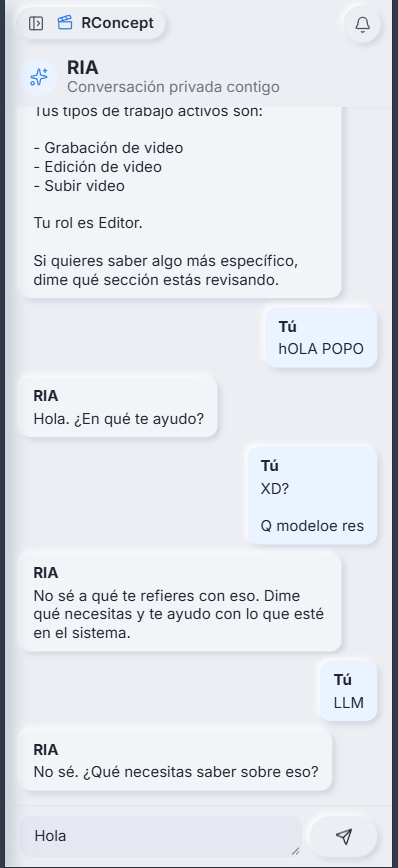 RConcept
RIA
Conversación privada contigo
Tus tipos de trabajo activos son:
- Grabación de video
- Edición de video
- Subir video
Tu rol es Editor.
Si quieres saber algo más específico,
dime qué sección estás revisando.
Tú
hOLA POPO
RIA
Hola. ¿En qué te ayudo?
Tú
XD?
Q modeloe res
RIA
No sé a qué te refieres con eso. Dime
qué necesitas y te ayudo con lo que esté
en el sistema.
Tú
LLM
RIA
No sé. ¿Qué necesitas saber sobre eso?
Hola